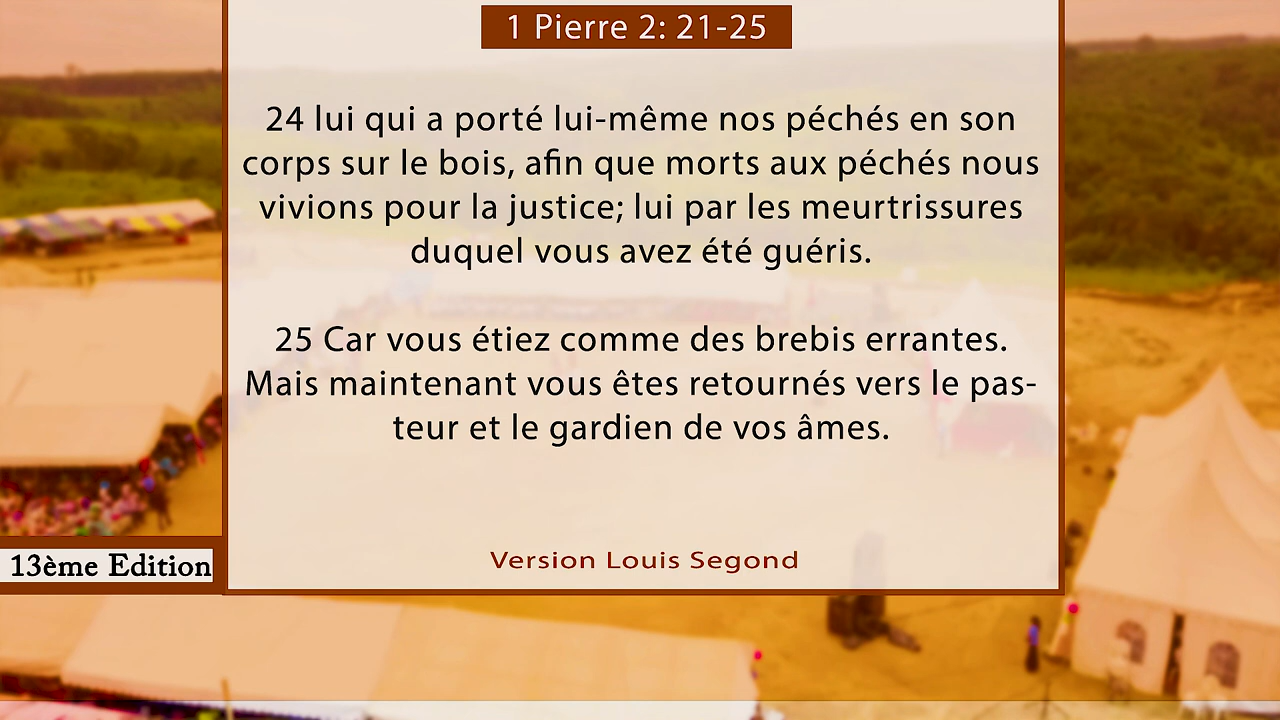 1 Pierre 2: 21-25
24 lui qui a porté lui-même nos péchés en son
corps sur le bois, afin que morts aux péchés nous
vivions pour la justice; lui par les meurtrissures
duquel vous avez été guéris.
25 Car vous étiez comme des brebis errantes.
Mais maintenant vous êtes retournés vers le pas-
teur et le gardien de vos âmes.
Version Louis Segond
13ème Edition